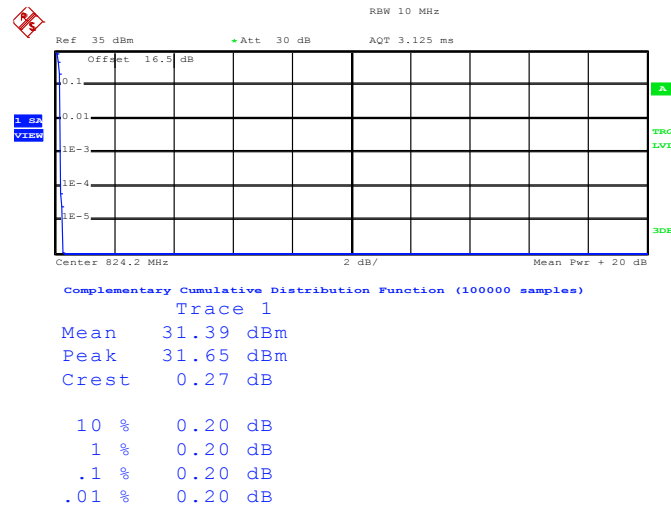 RBW 10 MHz
Ref 35 dBm *Att 30 dB AQT 3.125 ms
Offset 16.5 dB
0.1
A
0.01
1 SA
VIEW
TRG
LVL
1E-3
1E-4
1E-5
3DB
Center 824.2 MHz 2 dB/ Mean Pwr + 20 dB
Complementary Cumulative Distribution Function (100000 samples)
Trace 1
Mean 31.39 dBm
Peak 31.65 dBm
Crest 0.27 dB
10 % 0.20 dB
1 % 0.20 dB
.1 % 0.20 dB
.01 % 0.20 dB